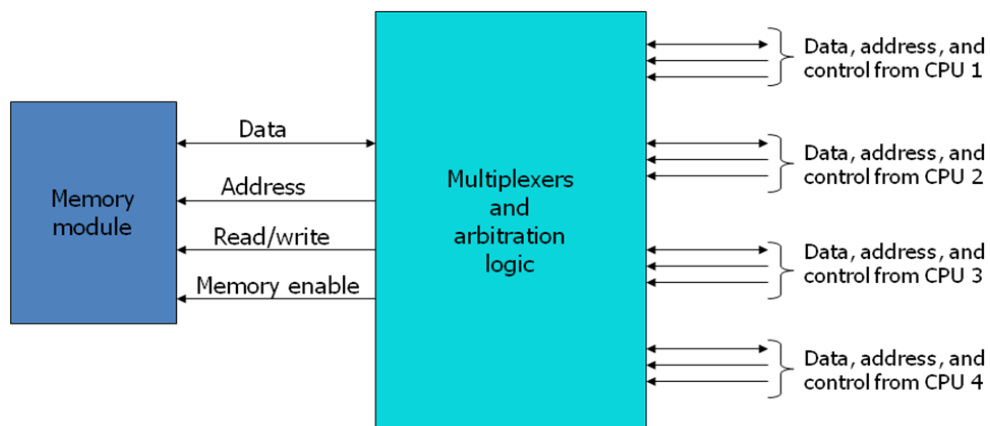 Memory
module
Data
Address
Read/write
Memory enable
Multiplexers
and
arbitration
logic
Data, address, and
control from CPU 1
Data, address, and
control from CPU 2
Data, address, and
control from CPU 3
Data, address, and
control from CPU 4